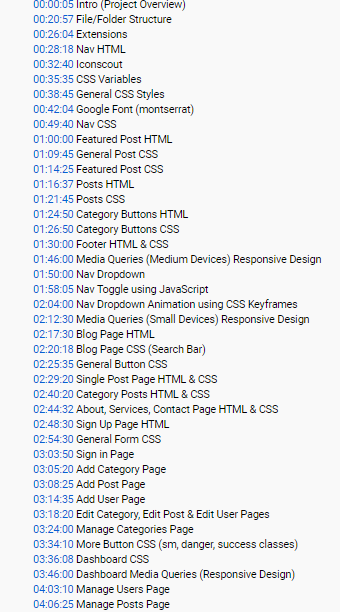 00:00:05 Intro (Project Overview)
00:20:57 File/Folder Structure
00:26:04 Extensions
00:28:18 Nav HTML
00:32:40 Iconscout
00:35:35 CSS Variables
00:38:45 General CSS Styles
00:42:04 Google Font (montserrat)
00:49:40 Nav CSS
01:00:00 Featured Post HTML
01:09:45 General Post CSS
01:14:25 Featured Post CSS
01:16:37 Posts HTML
01:21:45 Posts CSS
01:24:50 Category Buttons HTML
01:26:50 Category Buttons CSS
01:30:00 Footer HTML & CSS
01:46:00 Media Queries (Medium Devices) Responsive Design
01:50:00 Nav Dropdown
01:58:05 Nav Toggle using JavaScript
02:04:00 Nav Dropdown Animation using CSS Keyframes
02:12:30 Media Queries (Small Devices) Responsive Design
02:17:30 Blog Page HTML
02:20:18 Blog Page CSS (Search Bar)
02:25:35 General Button CSS
02:29:20 Single Post Page HTML & CSS
02:40:20 Category Posts HTML & CSS
02:44:32 About, Services, Contact Page HTML & CSS
02:48:30 Sign Up Page HTML
02:54:30 General Form CSS
03:03:50 Sign in Page
03:05:20 Add Category Page
03:08:25 Add Post Page
03:14:35 Add User Page
03:18:20 Edit Category, Edit Post & Edit User Pages
03:24:00 Manage Categories Page
03:34:10 More Button CSS (sm, danger, success classes)
03:36:08 Dashboard CSS
03:46:00 Dashboard Media Queries (Responsive Design)
04:03:10 Manage Users Page
04:06:25 Manage Posts Page